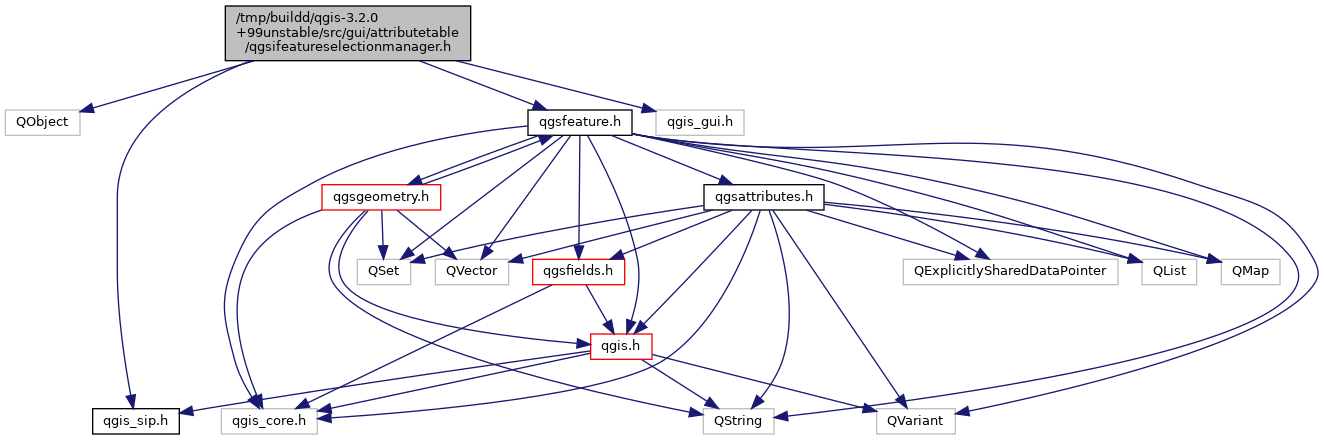 /tmp/buildd/qgis-3.2.0
+99unstable/src/gui/attributetable
/qgsifeatureselectionmanager.h
QObject
qgsfeature.h
qgis_gui.h
qgsgeometry.h
qgsattributes.h
QSet
QVector
qgsfields.h
QExplicitlySharedDataPointer
QList
QMap
qgis.h
qgis_sip.h
qgis_core.h
QString
QVariant